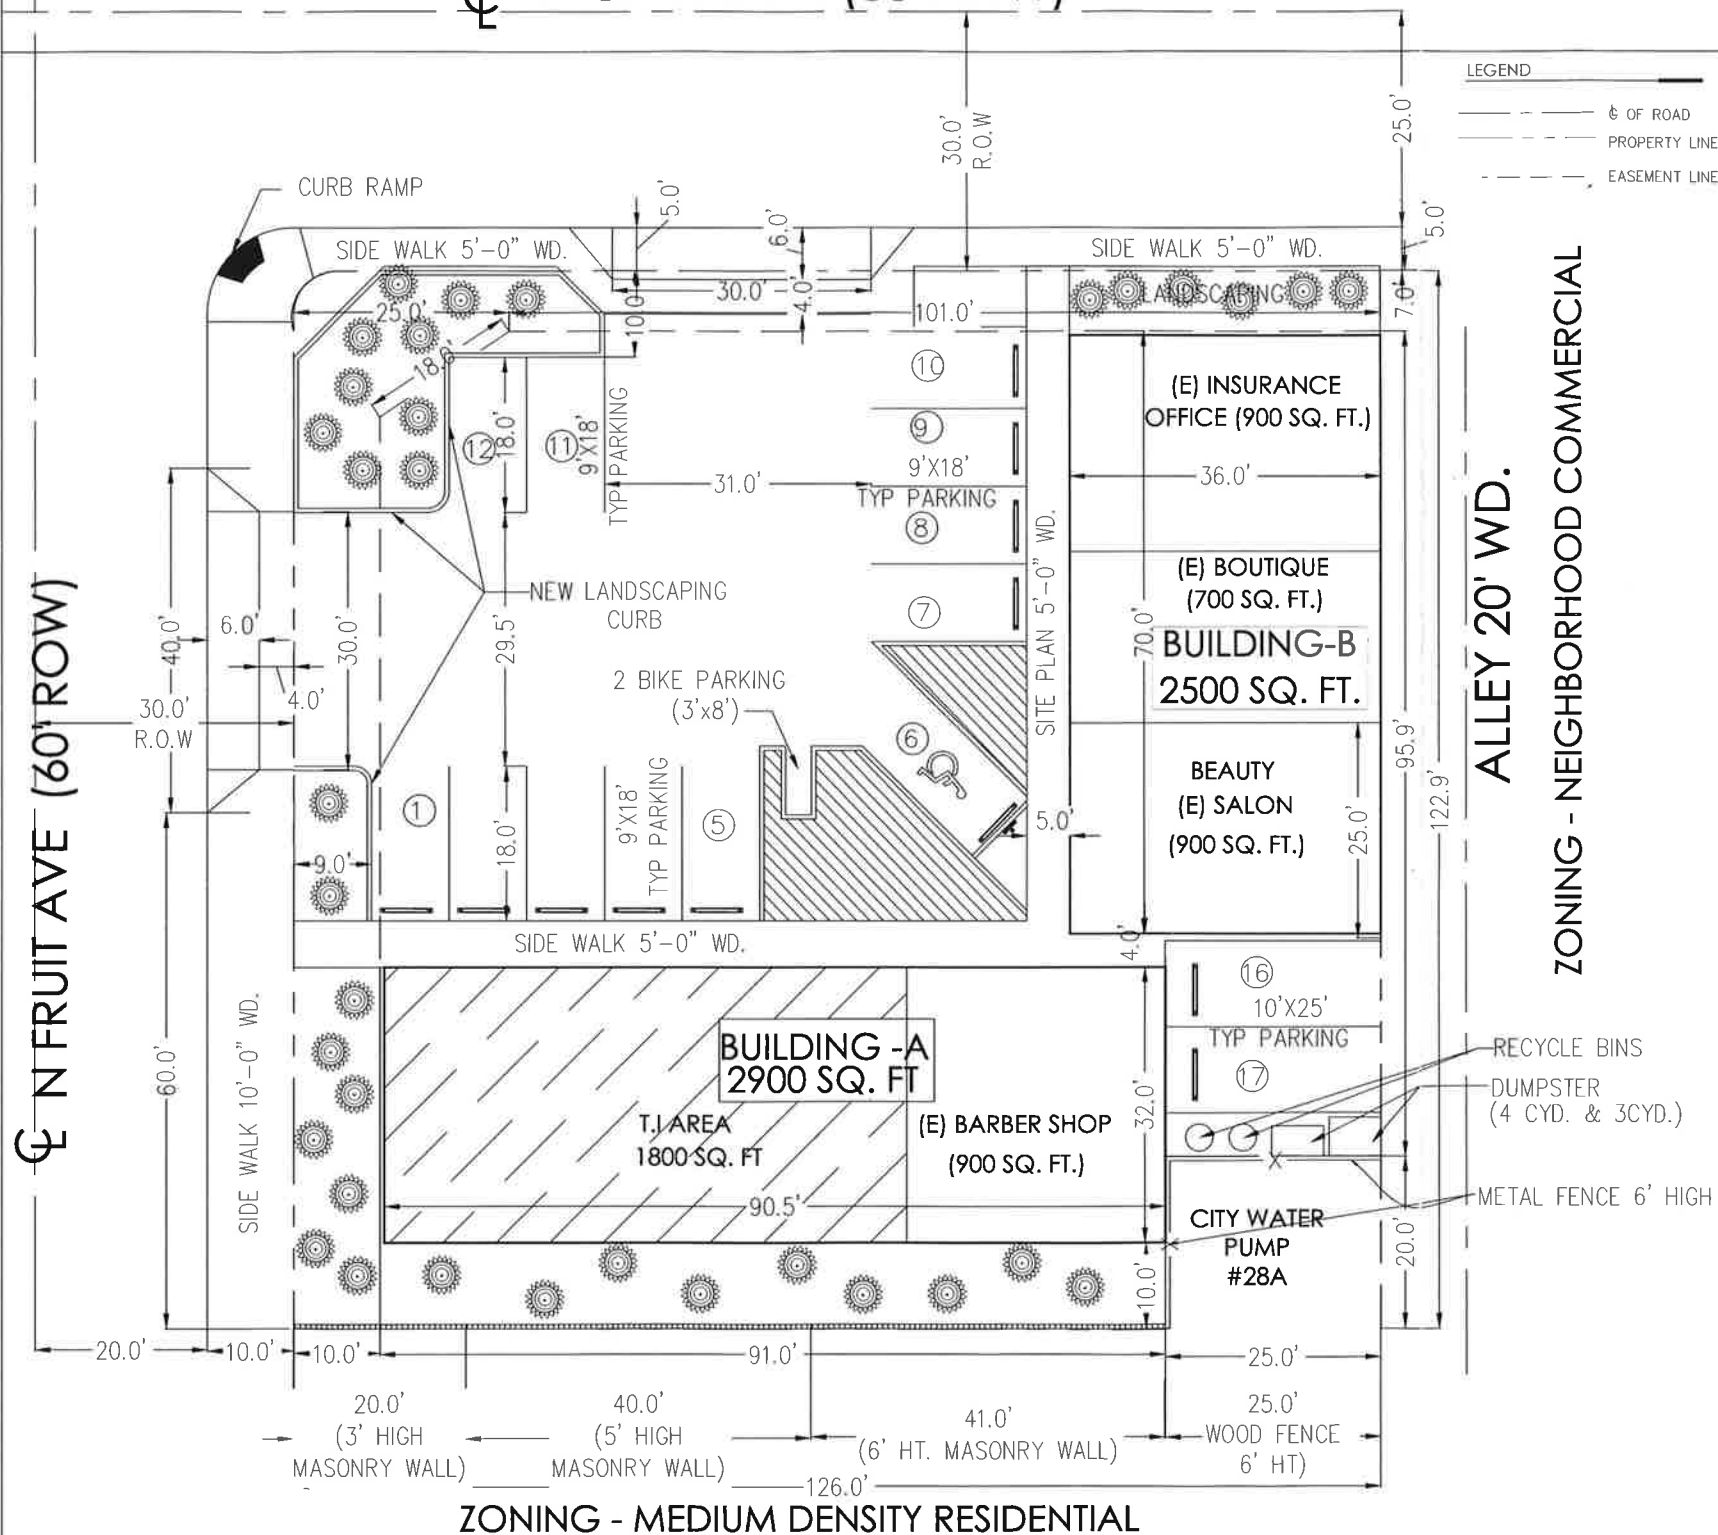 LEGEND
℄ OF ROAD
PROPERTY LINE
EASEMENT LINE
25.0'
30.0'
R.O.W
CURB RAMP
5.0'
6.0'
5.0'
SIDE WALK 5'-0" WD.
SIDE WALK 5'-0" WD.
LANDSCAPING
30.0'
4.0'
10.0'
7.0'
25.0'
101.0'
18.0'
10
9
9'X18'
TYP PARKING
8
7
12
18.0'
11
9'X18'
TYP PARKING
31.0'
(E) INSURANCE
OFFICE (900 SQ. FT.)
36.0'
(E) BOUTIQUE
(700 SQ. FT.)
BUILDING-B
2500 SQ. FT.
70.0'
BEAUTY
(E) SALON
(900 SQ. FT.)
25.0'
95.9'
122.9'
ALLEY 20' WD.
ZONING - NEIGHBORHOOD COMMERCIAL
SITE PLAN 5'-0" WD.
NEW LANDSCAPING
CURB
2 BIKE PARKING
(3'x8')
6
5.0'
40.0'
6.0'
4.0'
30.0'
30.0'
R.O.W
29.5'
℄ N FRUIT AVE (60' ROW)
1
9.0'
18.0'
9'X18'
TYP PARKING
5
SIDE WALK 5'-0" WD.
4.0'
16
10'X25'
TYP PARKING
17
RECYCLE BINS
DUMPSTER
(4 CYD. & 3CYD.)
METAL FENCE 6' HIGH
60.0'
SIDE WALK 10'-0" WD.
BUILDING -A
2900 SQ. FT
T.I AREA
1800 SQ. FT
(E) BARBER SHOP
(900 SQ. FT.)
32.0'
90.5'
CITY WATER
PUMP
#28A
20.0'
10.0'
20.0'
10.0'
10.0'
91.0'
25.0'
20.0'
(3' HIGH
MASONRY WALL)
40.0'
(5' HIGH
MASONRY WALL)
41.0'
(6' HT. MASONRY WALL)
25.0'
WOOD FENCE
6' HT)
126.0'
ZONING - MEDIUM DENSITY RESIDENTIAL